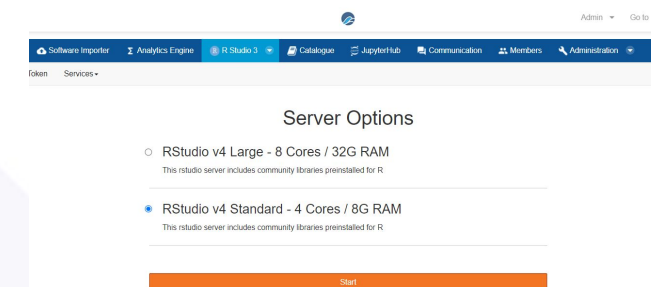 Admin Go to
Software Importer Analytics Engine R Studio 3 Catalogue JupyterHub Communication Members Administration
Token Services
Server Options
RStudio v4 Large - 8 Cores / 32G RAM
This rstudio server includes community libraries preinstalled for R
RStudio v4 Standard - 4 Cores / 8G RAM
This rstudio server includes community libraries preinstalled for R
Start